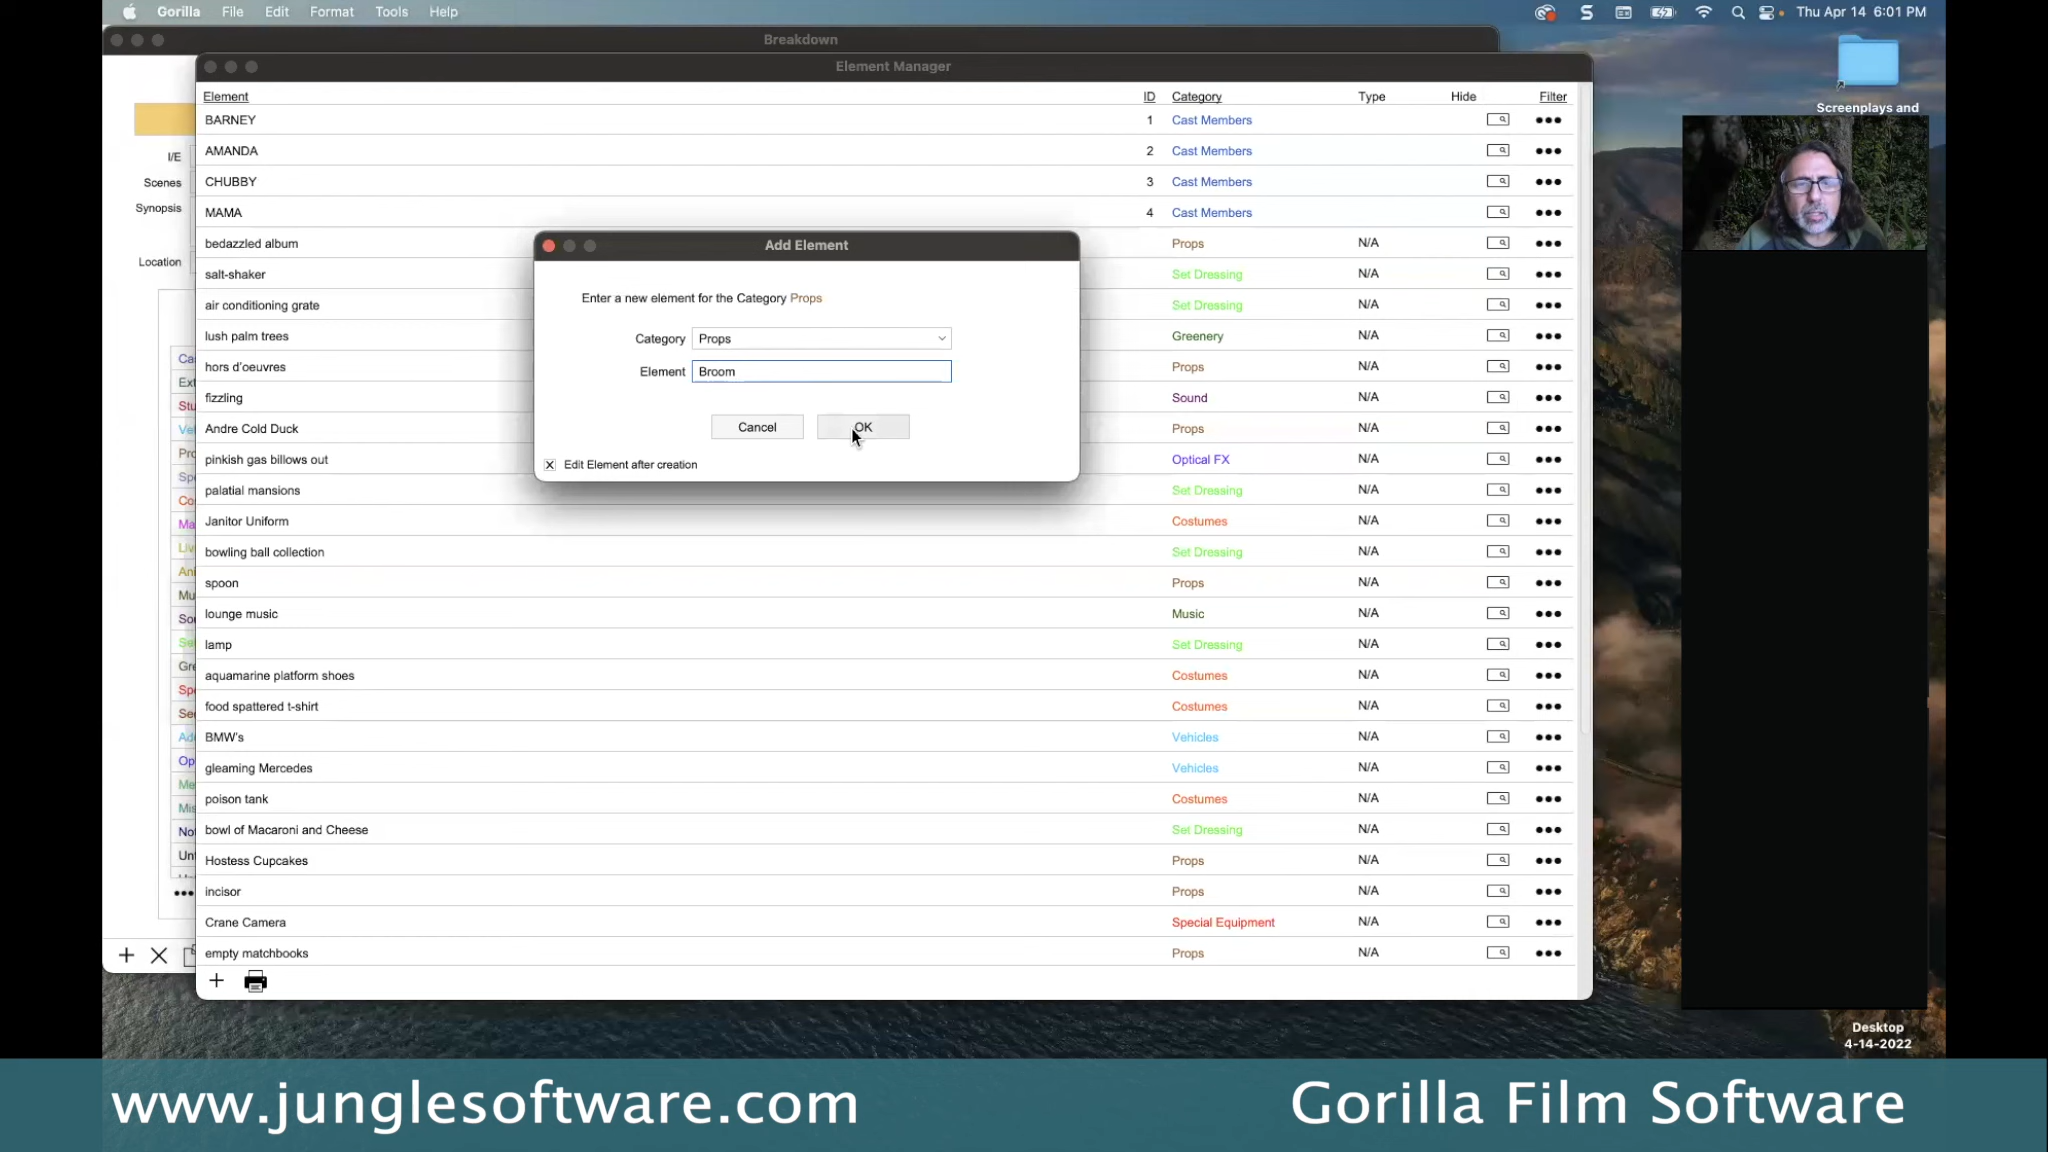 Gorilla File Edit Format Tools Help Thu Apr 14 6:01 PM
Breakdown
Element Manager
Screenplays and
I/E
Scenes
Synopsis
Location
Element ID Category Type Hide Filter
BARNEY 1 Cast Members
AMANDA 2 Cast Members
CHUBBY 3 Cast Members
MAMA 4 Cast Members
bedazzled album Props N/A
salt-shaker Set Dressing N/A
air conditioning grate Set Dressing N/A
lush palm trees Greenery N/A
hors d'oeuvres Props N/A
fizzling Sound N/A
Andre Cold Duck Props N/A
pinkish gas billows out Optical FX N/A
palatial mansions Set Dressing N/A
Janitor Uniform Costumes N/A
bowling ball collection Set Dressing N/A
spoon Props N/A
lounge music Music N/A
lamp Set Dressing N/A
aquamarine platform shoes Costumes N/A
food spattered t-shirt Costumes N/A
BMW's Vehicles N/A
gleaming Mercedes Vehicles N/A
poison tank Costumes N/A
bowl of Macaroni and Cheese Set Dressing N/A
Hostess Cupcakes Props N/A
incisor Props N/A
Crane Camera Special Equipment N/A
empty matchbooks Props N/A
Add Element
Enter a new element for the Category Props
Category Props
Element Broom
Cancel OK
Edit Element after creation
Desktop
4-14-2022
www.junglesoftware.com Gorilla Film Software